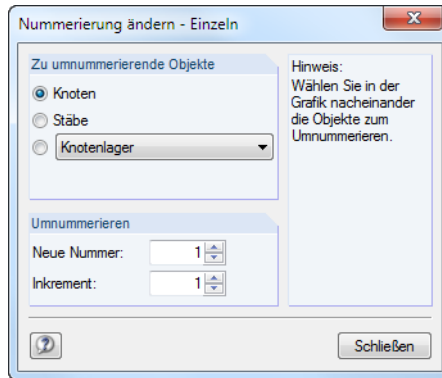 Nummerierung ändern - Einzeln
Zu umnummerierende Objekte
Knoten
Stäbe
Knotenlager
Umnummerieren
Neue Nummer: 1
Inkrement: 1
Hinweis:
Wählen Sie in der
Grafik nacheinander
die Objekte zum
Umnummerieren.
Schließen